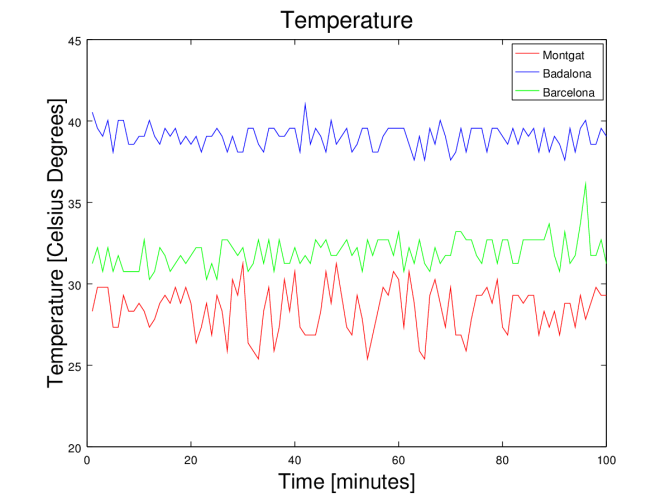 Temperature
45
40
35
30
25
20
0
20
40
60
80
100
Temperature [Celsius Degrees]
Time [minutes]
Montgat
Badalona
Barcelona